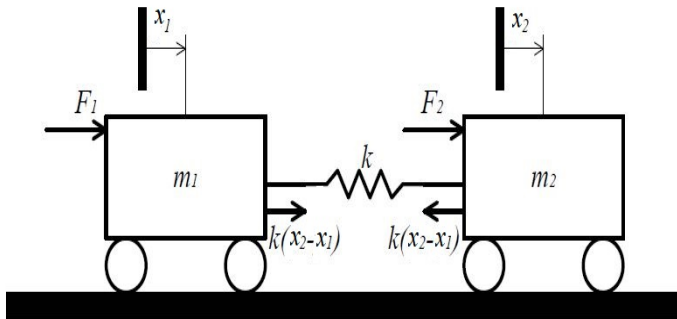 x₁
x₂
F₁
F₂
k
m₁
m₂
k(x₂-x₁)
k(x₂-x₁)